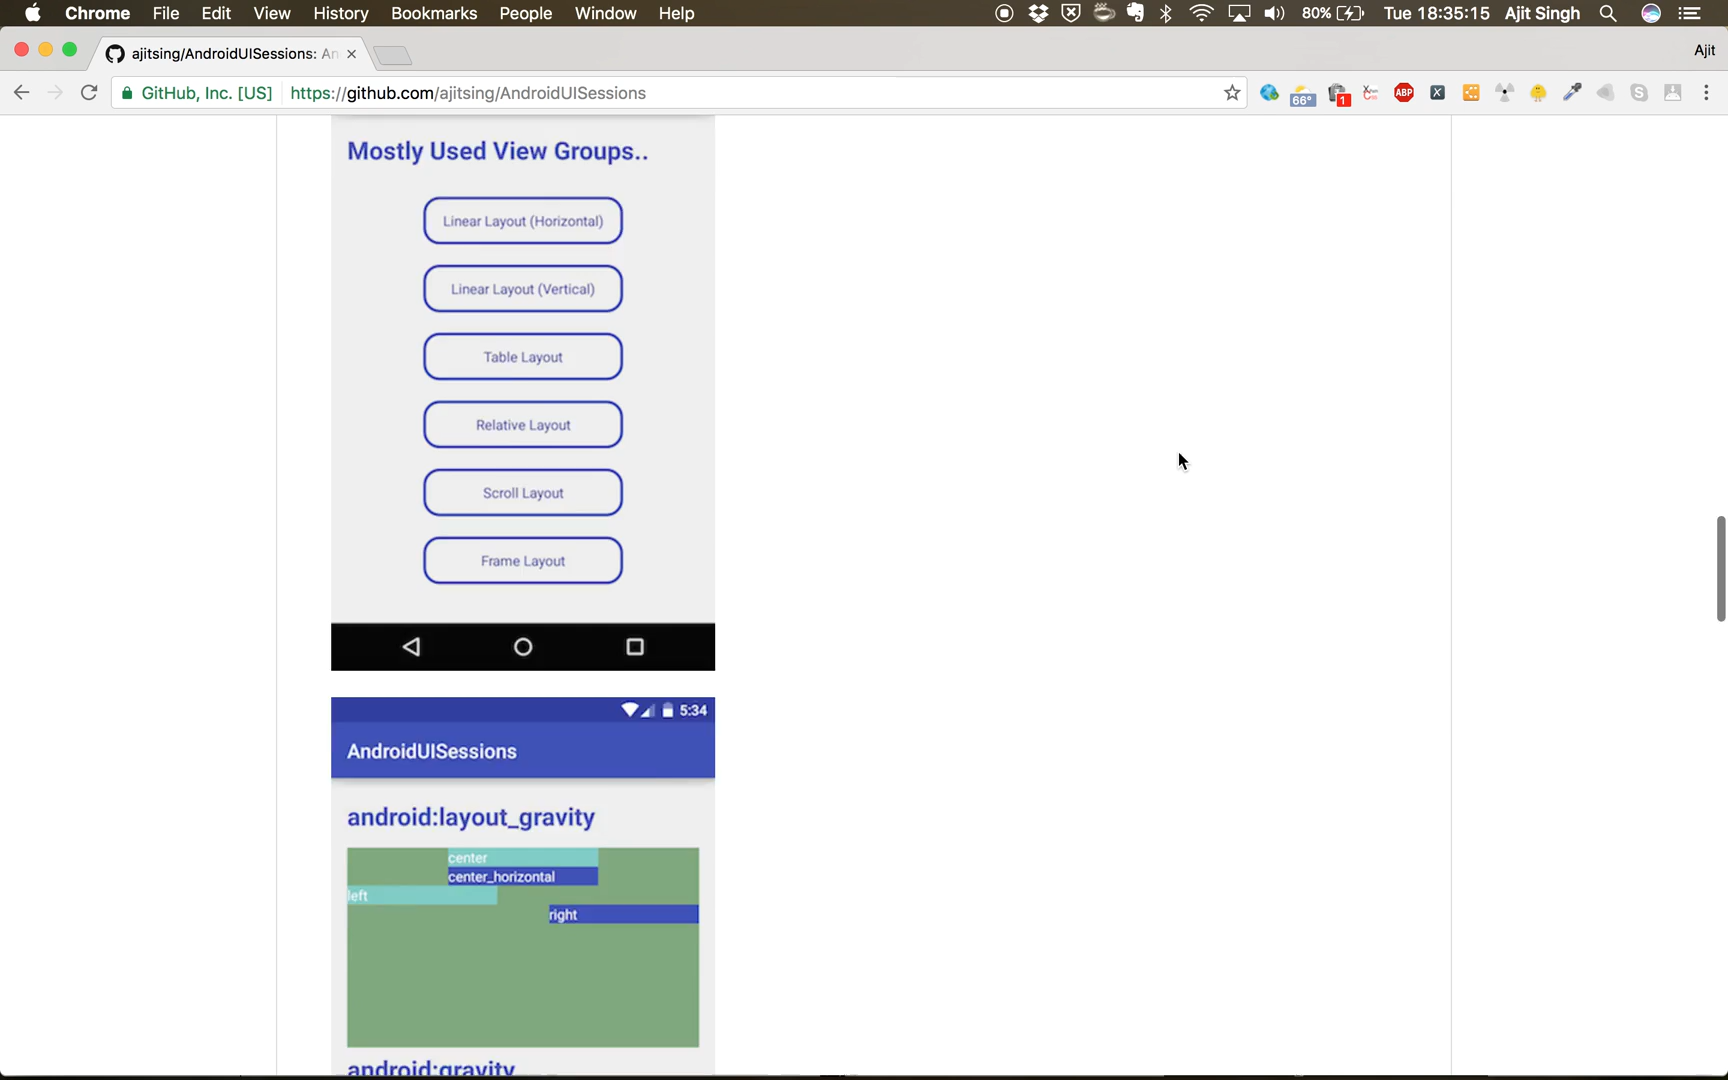 Chrome File Edit View History Bookmarks People Window Help 80% Tue 18:35:15 Ajit Singh
ajitsing/AndroidUISessions: An
Ajit
GitHub, Inc. [US] https://github.com/ajitsing/AndroidUISessions 66° 1 ABP X
Mostly Used View Groups..
Linear Layout (Horizontal)
Linear Layout (Vertical)
Table Layout
Relative Layout
Scroll Layout
Frame Layout
5:34
AndroidUISessions
android:layout_gravity
center
center_horizontal
left
right
android:gravity